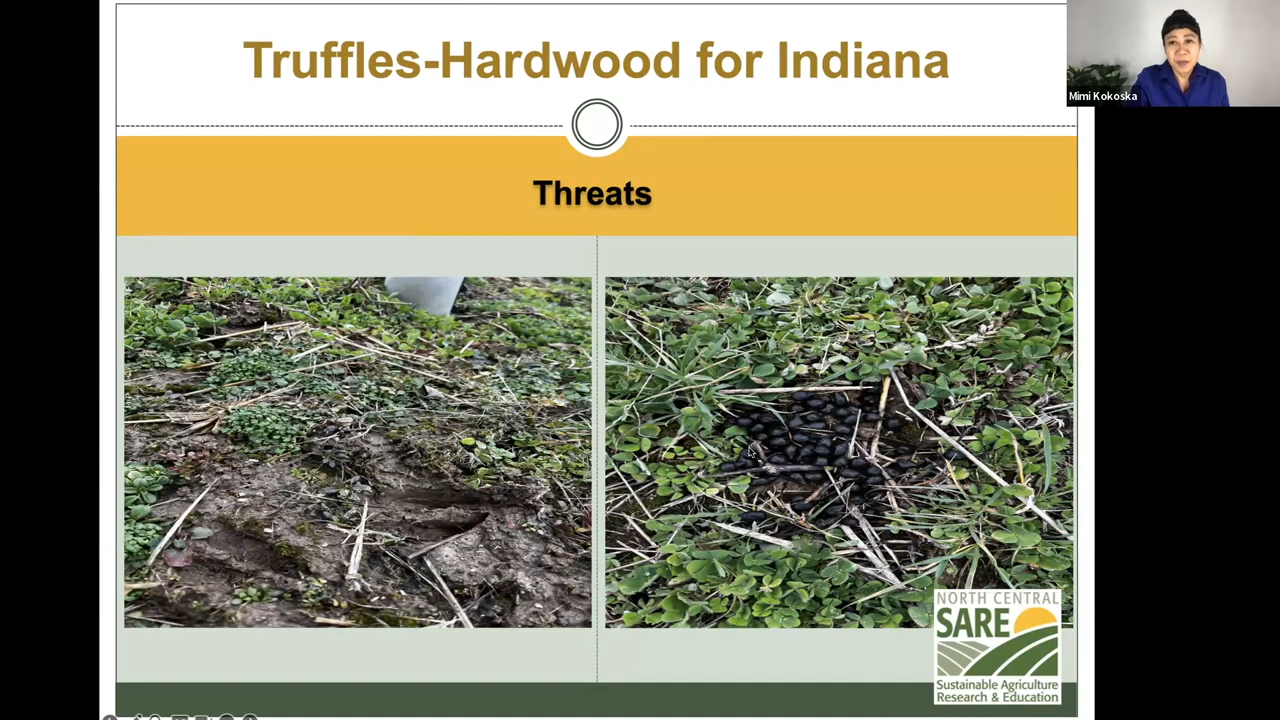 Truffles-Hardwood for Indiana
Mimi Kokoska
Threats
NORTH CENTRAL
SARE
Sustainable Agriculture
Research & Education